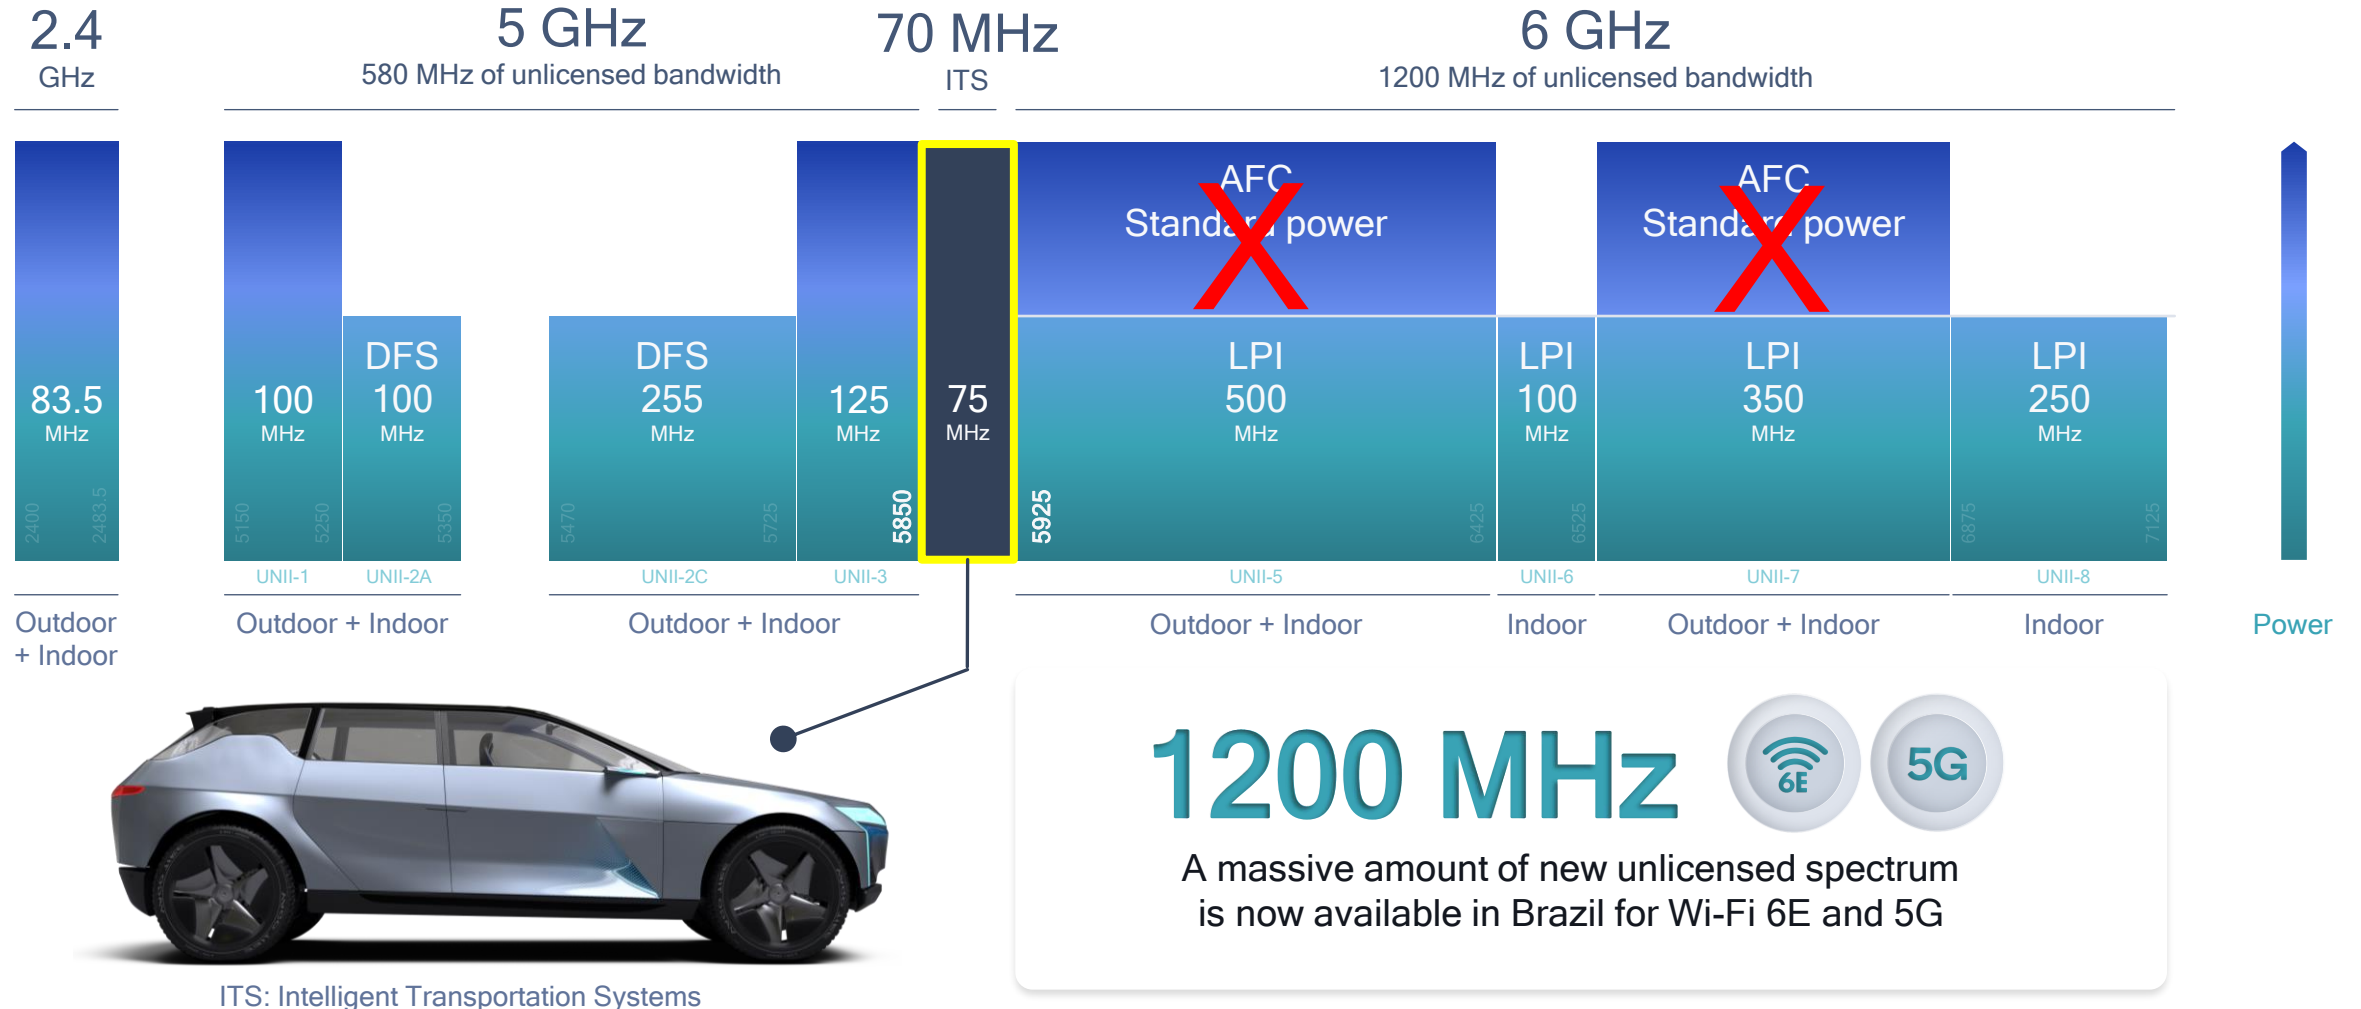 2.4
GHz
5 GHz
580 MHz of unlicensed bandwidth
70 MHz
ITS
6 GHz
1200 MHz of unlicensed bandwidth
83.5
MHz
2400
2483.5
100
MHz
5150
5250
DFS
100
MHz
5350
DFS
255
MHz
5470
5725
125
MHz
5850
75
MHz
AFC
Standard power
X
LPI
500
MHz
5925
6425
LPI
100
MHz
6525
AFC
Standard power
X
LPI
350
MHz
LPI
250
MHz
6875
7125
UNII-1
UNII-2A
UNII-2C
UNII-3
UNII-5
UNII-6
UNII-7
UNII-8
Outdoor
+ Indoor
Outdoor + Indoor
Outdoor + Indoor
Outdoor + Indoor
Indoor
Outdoor + Indoor
Indoor
Power
1200 MHz
6E
5G
A massive amount of new unlicensed spectrum
is now available in Brazil for Wi-Fi 6E and 5G
ITS: Intelligent Transportation Systems